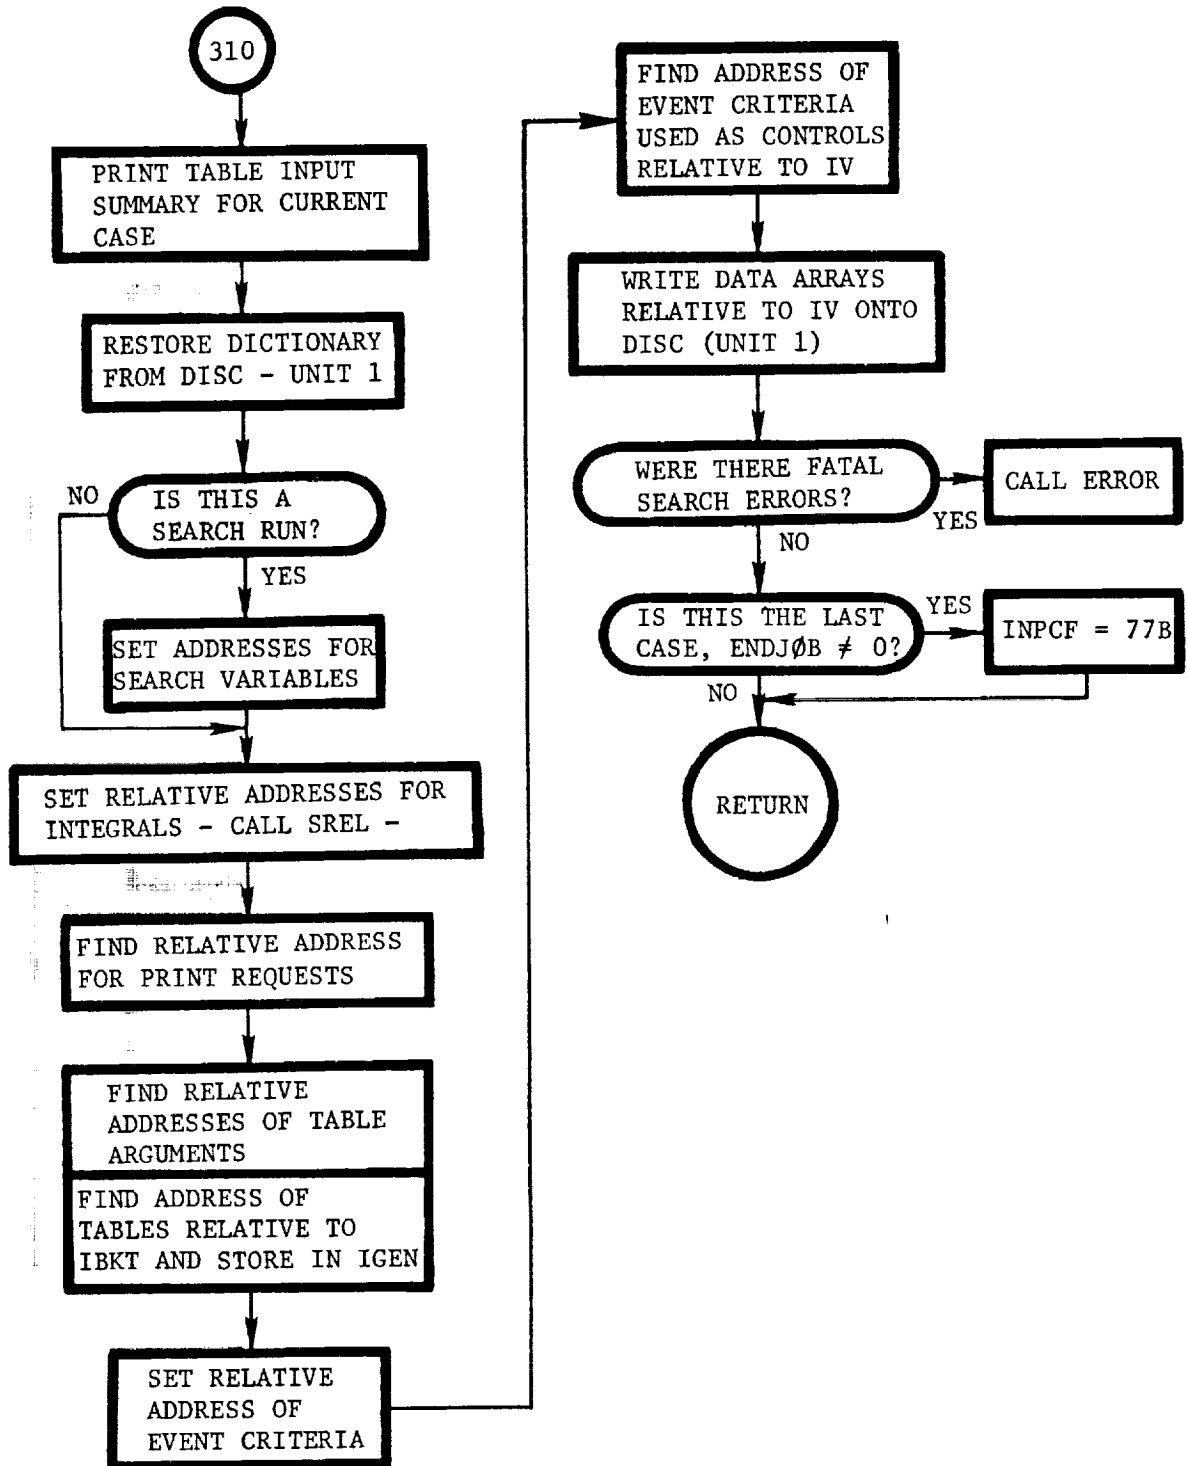 310
PRINT TABLE INPUT
SUMMARY FOR CURRENT
CASE
RESTORE DICTIONARY
FROM DISC - UNIT 1
IS THIS A
SEARCH RUN?
NO
YES
SET ADDRESSES FOR
SEARCH VARIABLES
SET RELATIVE ADDRESSES FOR
INTEGRALS - CALL SREL -
FIND RELATIVE ADDRESS
FOR PRINT REQUESTS
FIND RELATIVE
ADDRESSES OF TABLE
ARGUMENTS
FIND ADDRESS OF
TABLES RELATIVE TO
IBKT AND STORE IN IGEN
SET RELATIVE
ADDRESS OF
EVENT CRITERIA
FIND ADDRESS OF
EVENT CRITERIA
USED AS CONTROLS
RELATIVE TO IV
WRITE DATA ARRAYS
RELATIVE TO IV ONTO
DISC (UNIT 1)
WERE THERE FATAL
SEARCH ERRORS?
YES
CALL ERROR
NO
IS THIS THE LAST
CASE, ENDJØB ≠ 0?
YES
INPCF = 77B
NO
RETURN